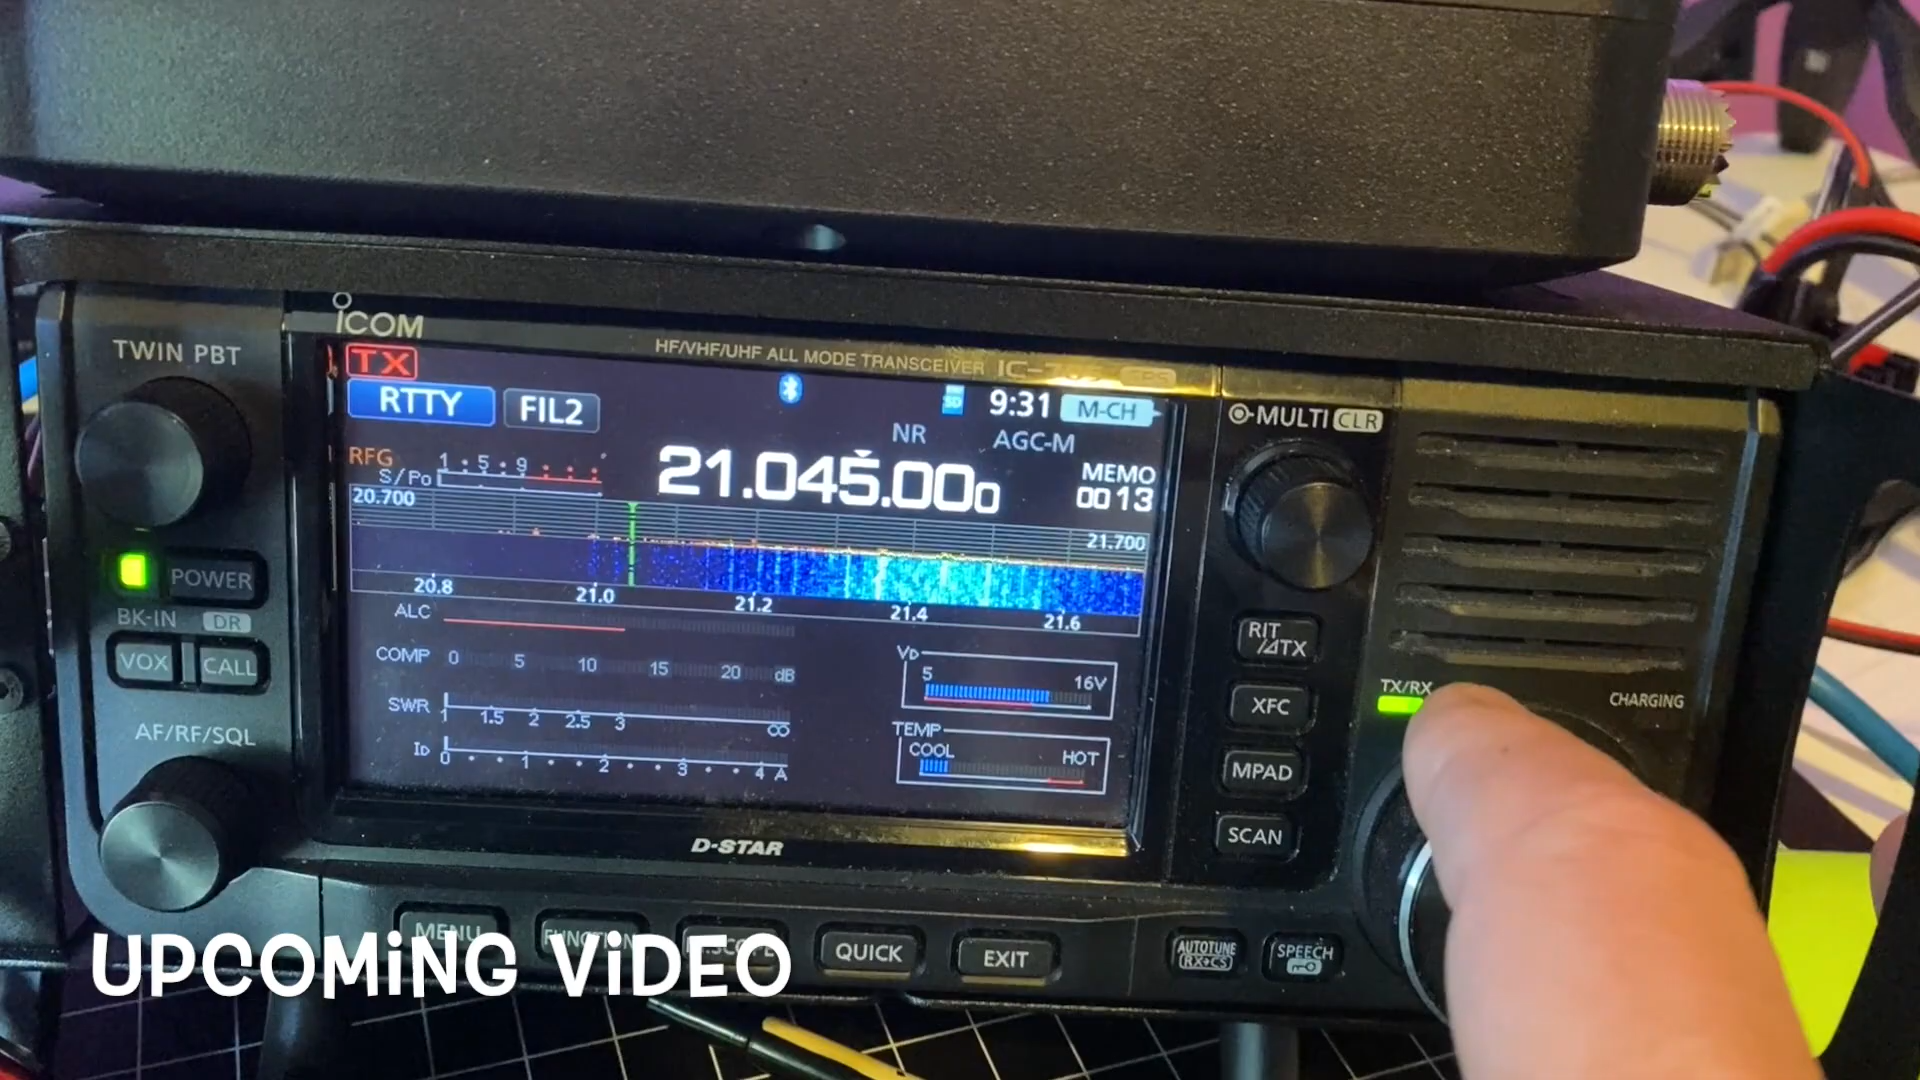 ICOM
HF/VHF/UHF ALL MODE TRANSCEIVER
TWIN PBT
TX
RTTY
FIL2
SD
9:31
M-CH
NR
AGC-M
RFG
S/Po
1 • 5 • 9
21.045.000
MEMO
0013
20.700
21.700
20.8 21.0 21.2 21.4 21.6
ALC
COMP 0 5 10 15 20 dB
SWR 1 1.5 2 2.5 3 ∞
ID 0 1 2 3 4 A
VD
5 16V
TEMP
COOL HOT
D-STAR
POWER
BK-IN DR
VOX
CALL
AF/RF/SQL
MULTI CLR
RIT
/∆TX
XFC
MPAD
SCAN
TX/RX
CHARGING
MENU
FUNCTION
QUICK
EXIT
AUTOTUNE
RX→CS
SPEECH
UPCOMING VIDEO